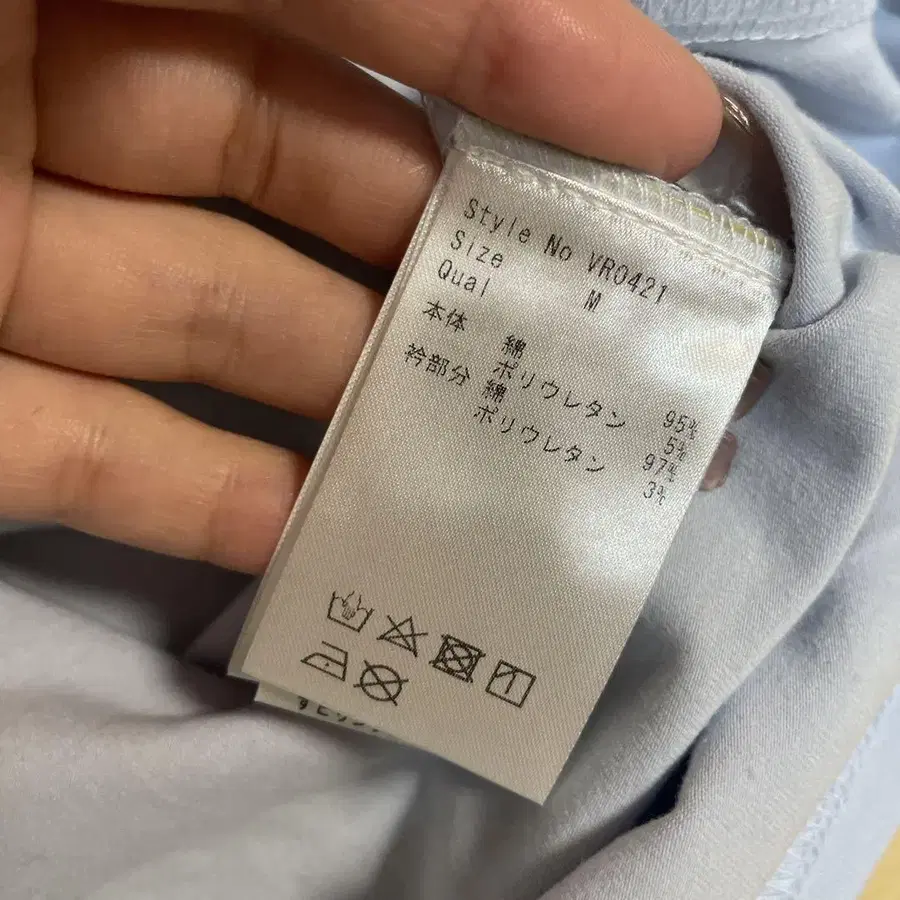 Style No VR0421
Size M
Qual
本体 綿 95%
ポリウレタン 5%
衿部分 綿 97%
ポリウレタン 3%